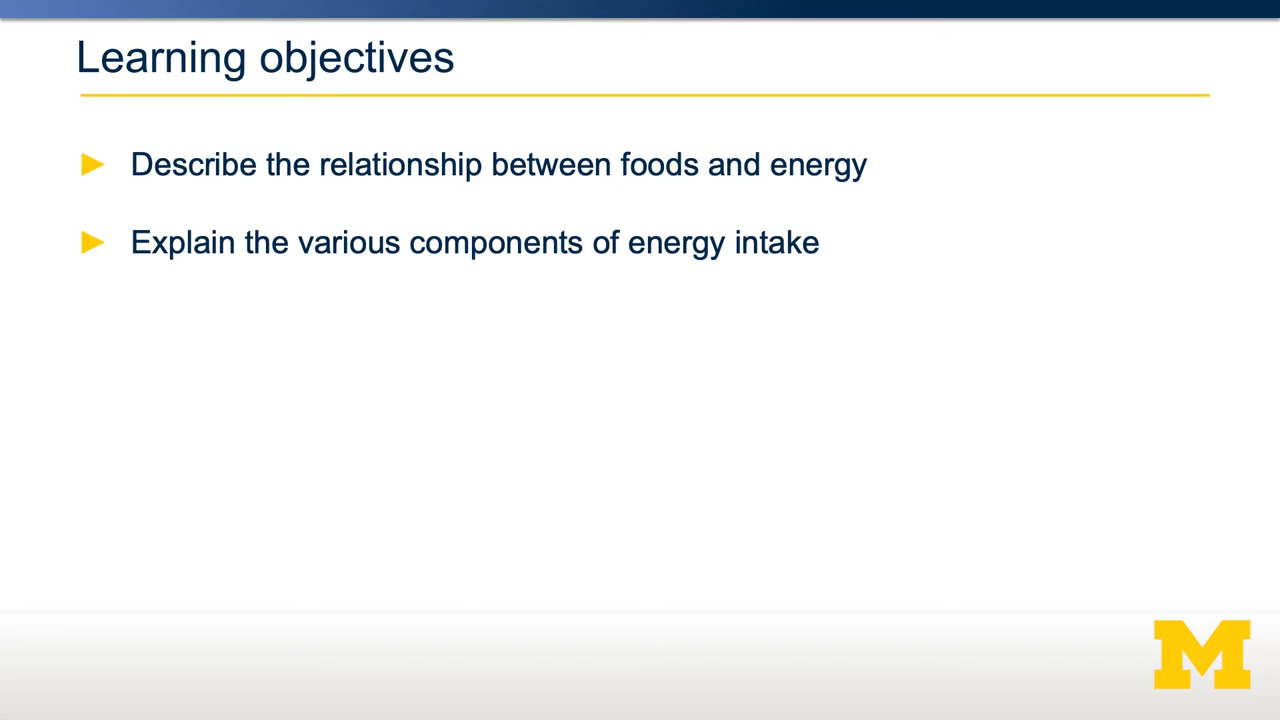 Learning objectives
Describe the relationship between foods and energy
Explain the various components of energy intake
M